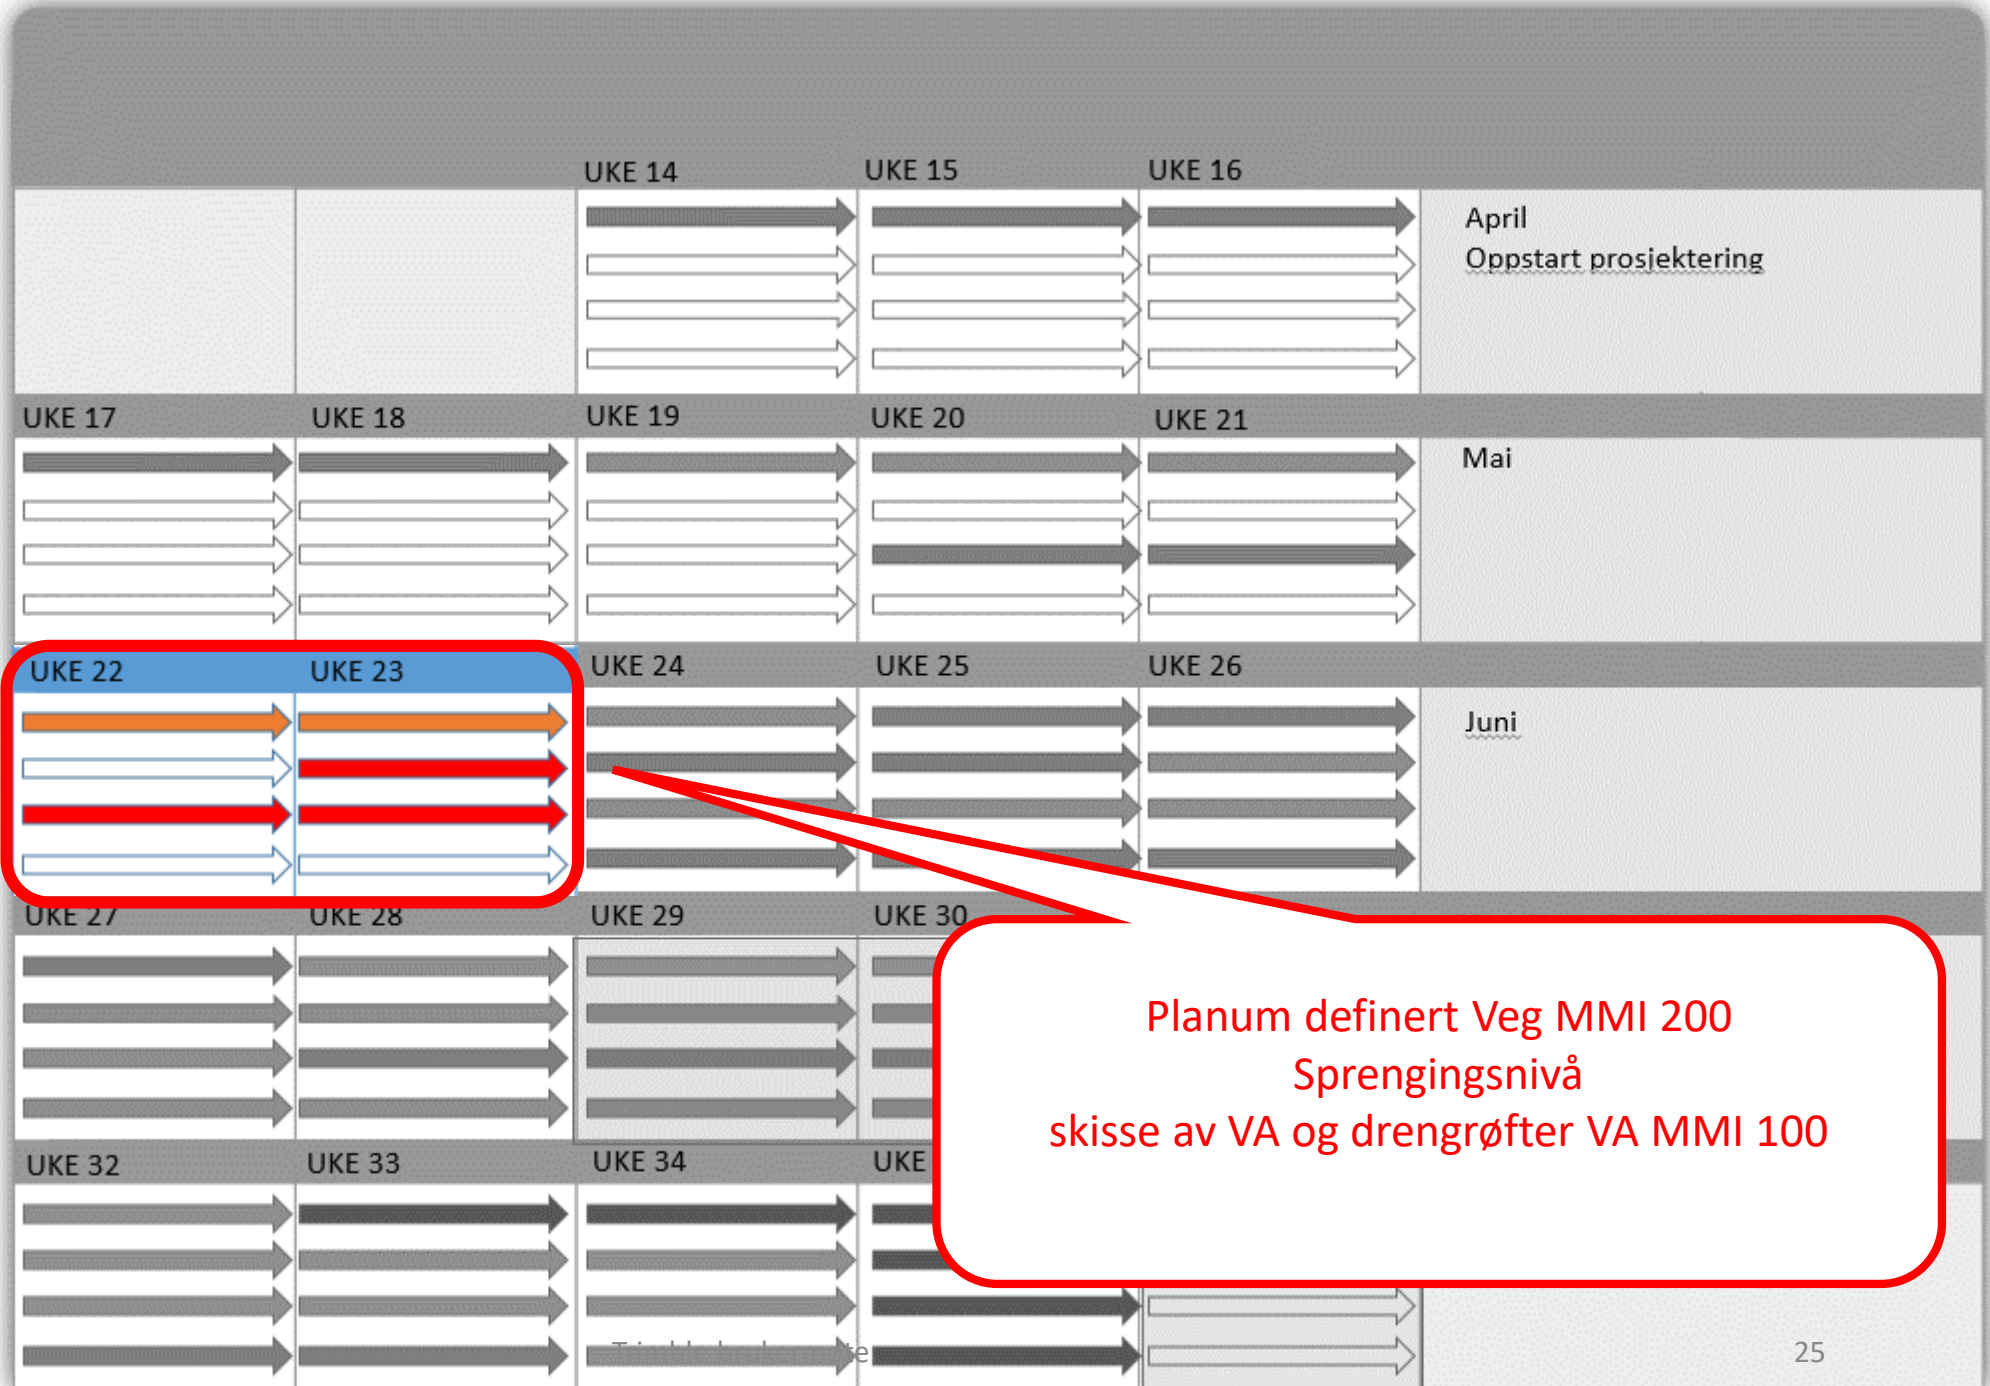 UKE 14 UKE 15 UKE 16
April
Oppstart prosjektering
UKE 17 UKE 18 UKE 19 UKE 20 UKE 21
Mai
UKE 22 UKE 23 UKE 24 UKE 25 UKE 26
Juni
UKE 27 UKE 28 UKE 29 UKE 30
Planum definert Veg MMI 200
Sprengingsnivå
skisse av VA og drengrøfter VA MMI 100
UKE 32 UKE 33 UKE 34 UKE
25